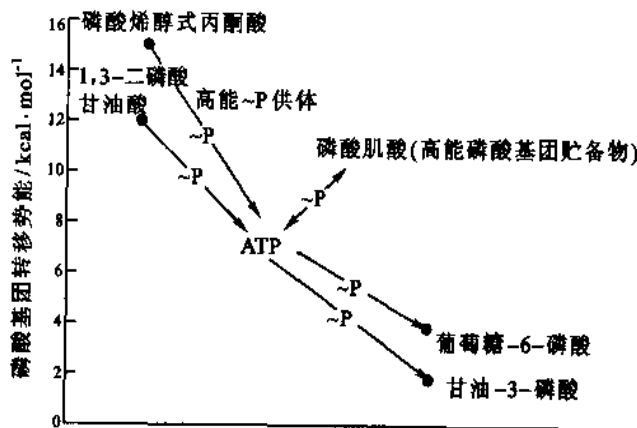 磷酸烯醇式丙酮酸
1,3-二磷酸
甘油酸
高能~P供体
~P
~P
磷酸肌酸(高能磷酸基团贮备物)
~P
ATP
~P
~P
葡萄糖-6-磷酸
甘油-3-磷酸
磷酸基团转移势能/kcal·mol⁻¹
16
14
12
10
8
6
4
2
0